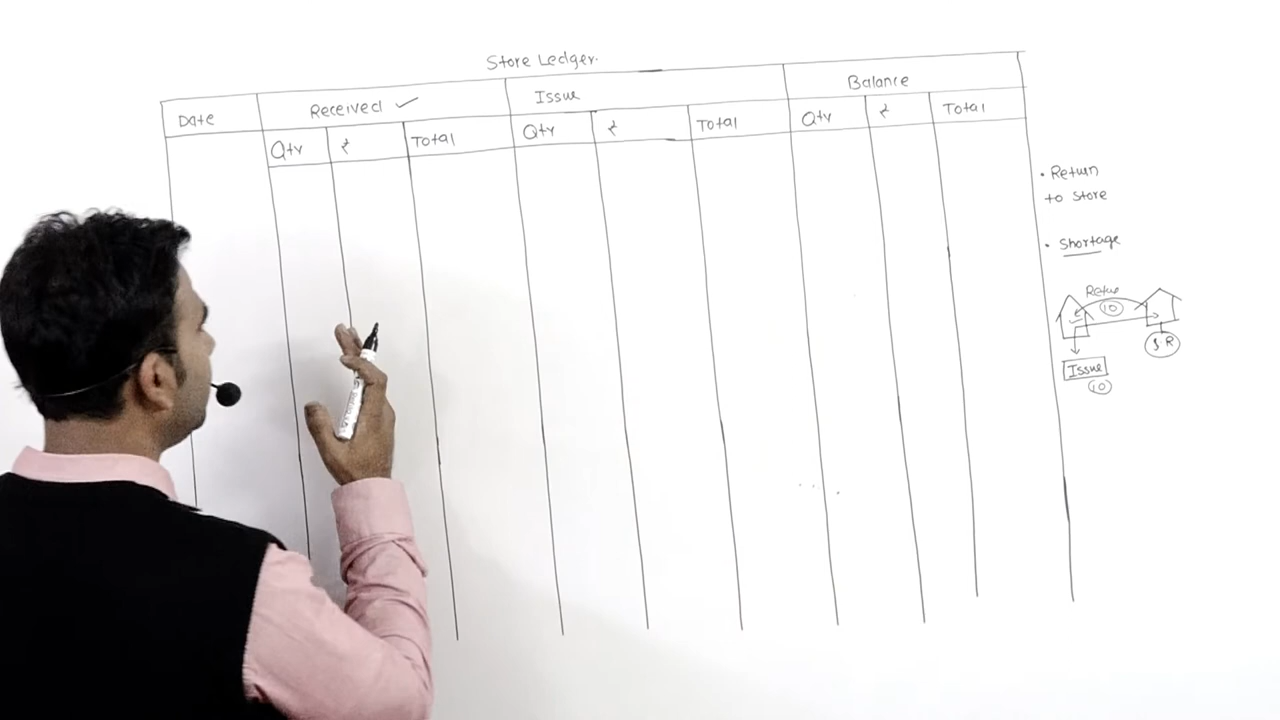 Store Ledger.
Date Received ✓ Issue Balance
Qty ₹ Total Qty ₹ Total Qty ₹ Total
• Return
to Store
• Shortage
Retur
10
S.R
Issue
10